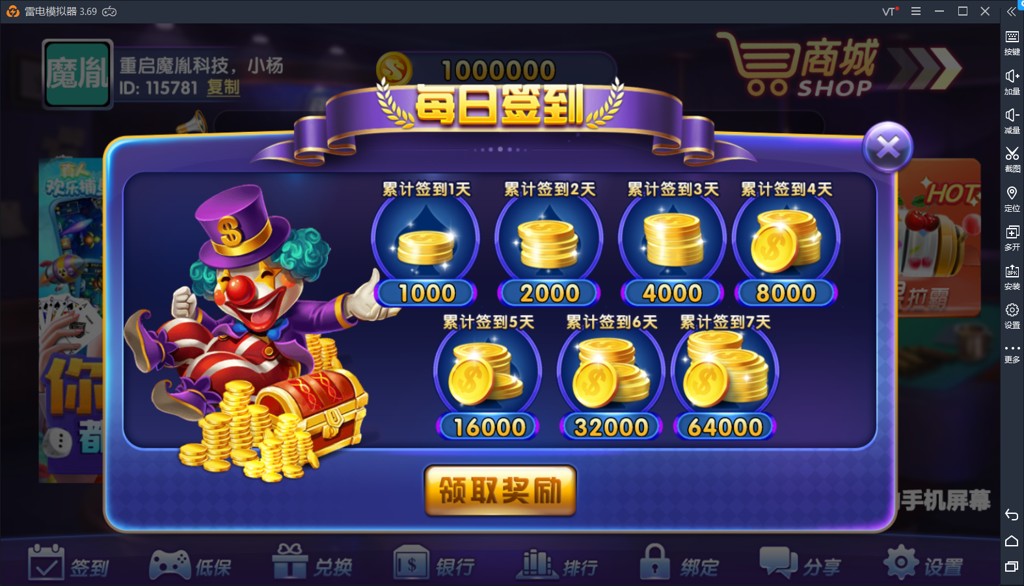 雷电模拟器 3.69
VT
按键
加量
减量
截图
定位
多开
安装
设置
更多
魔胤
重启魔胤科技，小杨
ID: 115781 复制
1000000
商城
SHOP
每日签到
累计签到1天
累计签到2天
累计签到3天
累计签到4天
1000
2000
4000
8000
累计签到5天
累计签到6天
累计签到7天
16000
32000
64000
领取奖励
HOT
拉霸
欢乐
你
都
手机屏幕
签到
低保
兑换
银行
排行
绑定
分享
设置